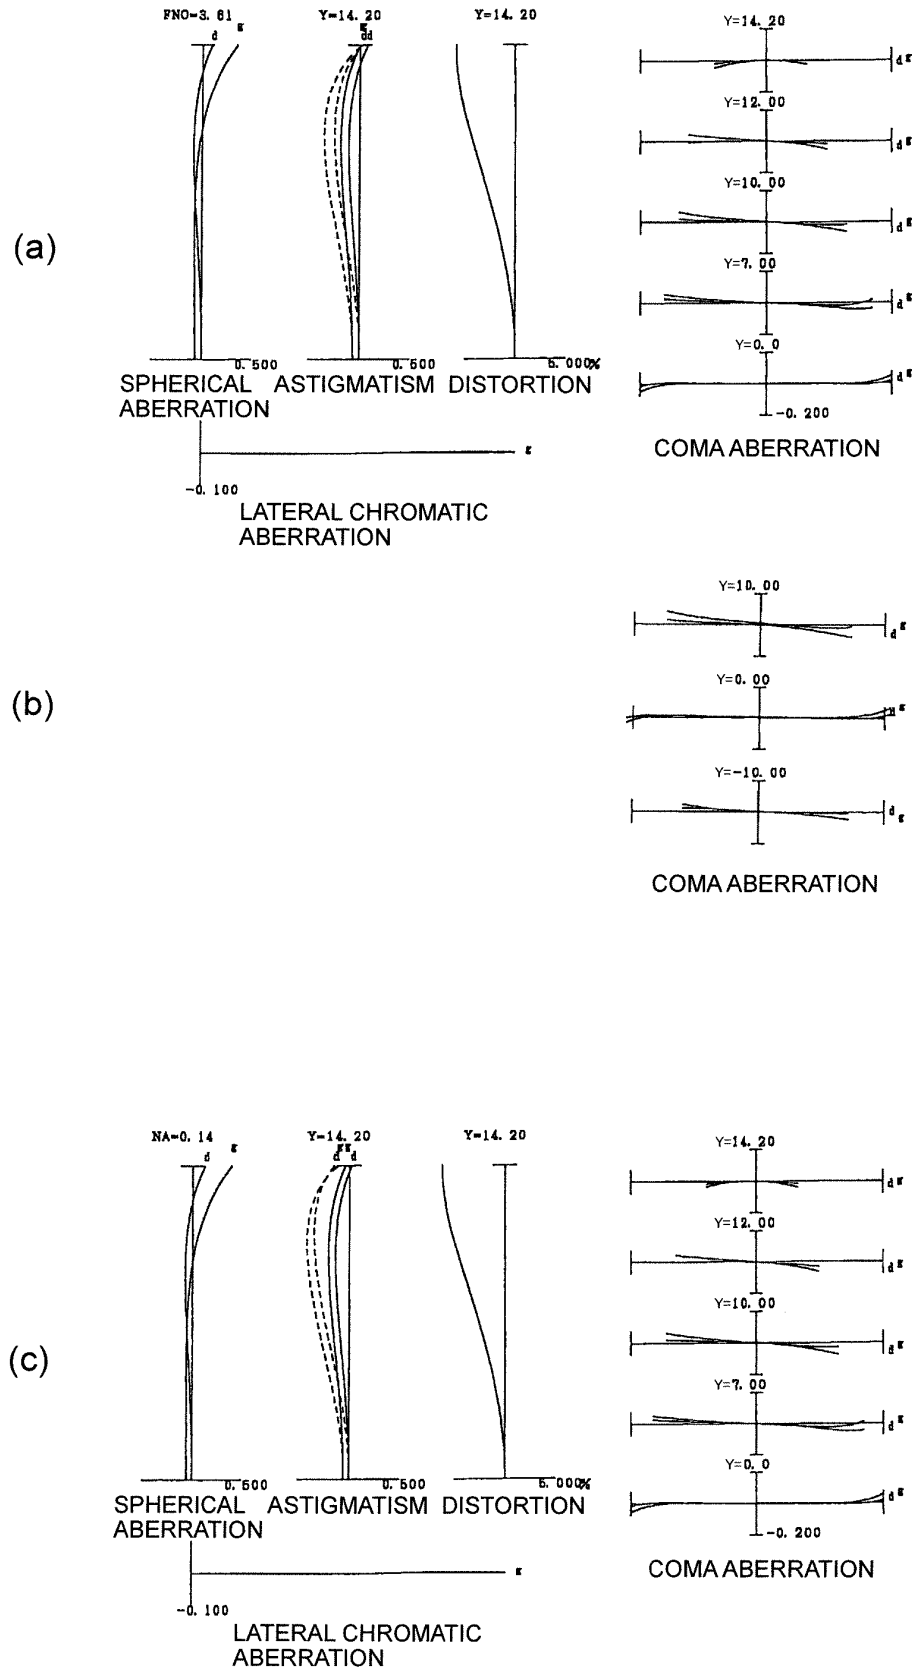 FNO=3.61
Y=14.20
Y=14.20
d
g
g
dd
0.500
0.500
5.000%
SPHERICAL
ABERRATION
ASTIGMATISM
DISTORTION
g
-0.100
LATERAL CHROMATIC
ABERRATION
(a)
Y=14.20
d g
Y=12.00
d g
Y=10.00
d g
Y=7.00
d g
Y=0.0
d g
-0.200
COMA ABERRATION
(b)
Y=10.00
d g
Y=0.00
d g
Y=-10.00
d g
COMA ABERRATION
NA=0.14
Y=14.20
Y=14.20
d
g
g g
d d
0.500
0.500
5.000%
SPHERICAL
ABERRATION
ASTIGMATISM
DISTORTION
g
-0.100
LATERAL CHROMATIC
ABERRATION
(c)
Y=14.20
d g
Y=12.00
d g
Y=10.00
d g
Y=7.00
d g
Y=0.0
d g
-0.200
COMA ABERRATION